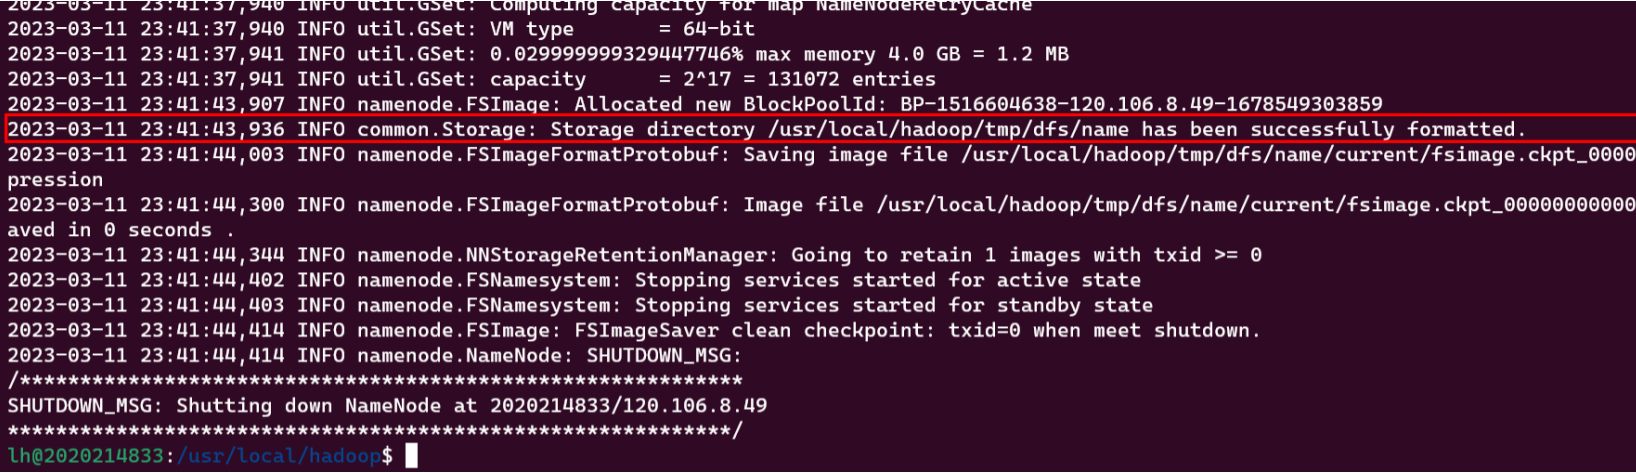 2023-03-11 23:41:37,940 INFO util.GSet: Computing capacity for map NameNodeRetryCache
2023-03-11 23:41:37,940 INFO util.GSet: VM type       = 64-bit
2023-03-11 23:41:37,941 INFO util.GSet: 0.029999999329447746% max memory 4.0 GB = 1.2 MB
2023-03-11 23:41:37,941 INFO util.GSet: capacity      = 2^17 = 131072 entries
2023-03-11 23:41:43,907 INFO namenode.FSImage: Allocated new BlockPoolId: BP-1516604638-120.106.8.49-1678549303859
2023-03-11 23:41:43,936 INFO common.Storage: Storage directory /usr/local/hadoop/tmp/dfs/name has been successfully formatted.
2023-03-11 23:41:44,003 INFO namenode.FSImageFormatProtobuf: Saving image file /usr/local/hadoop/tmp/dfs/name/current/fsimage.ckpt_0000
pression
2023-03-11 23:41:44,300 INFO namenode.FSImageFormatProtobuf: Image file /usr/local/hadoop/tmp/dfs/name/current/fsimage.ckpt_00000000000
aved in 0 seconds .
2023-03-11 23:41:44,344 INFO namenode.NNStorageRetentionManager: Going to retain 1 images with txid >= 0
2023-03-11 23:41:44,402 INFO namenode.FSNamesystem: Stopping services started for active state
2023-03-11 23:41:44,403 INFO namenode.FSNamesystem: Stopping services started for standby state
2023-03-11 23:41:44,414 INFO namenode.FSImage: FSImageSaver clean checkpoint: txid=0 when meet shutdown.
2023-03-11 23:41:44,414 INFO namenode.NameNode: SHUTDOWN_MSG:
/************************************************************
SHUTDOWN_MSG: Shutting down NameNode at 2020214833/120.106.8.49
************************************************************/
lh@2020214833:/usr/local/hadoop$